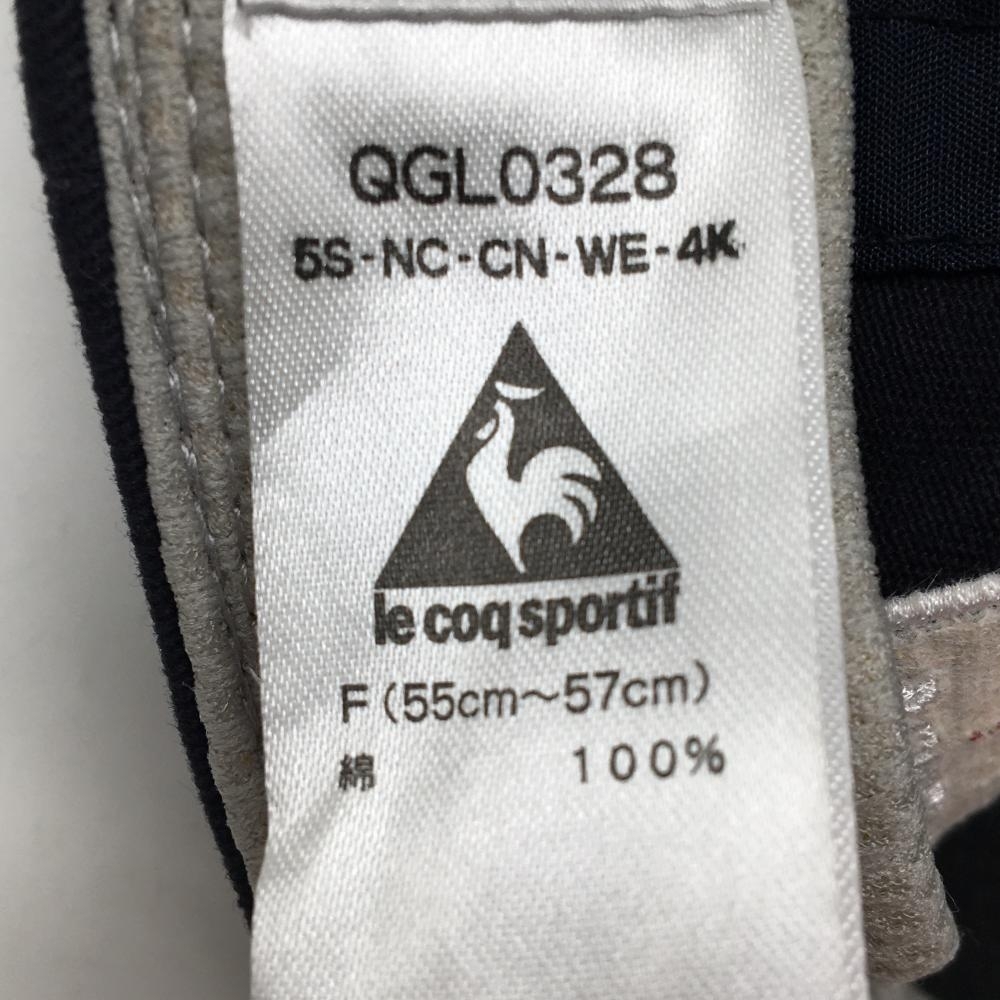 QGL0328
5S-NC-CN-WE-4K
le coq sportif
F(55cm～57cm)
綿 100%